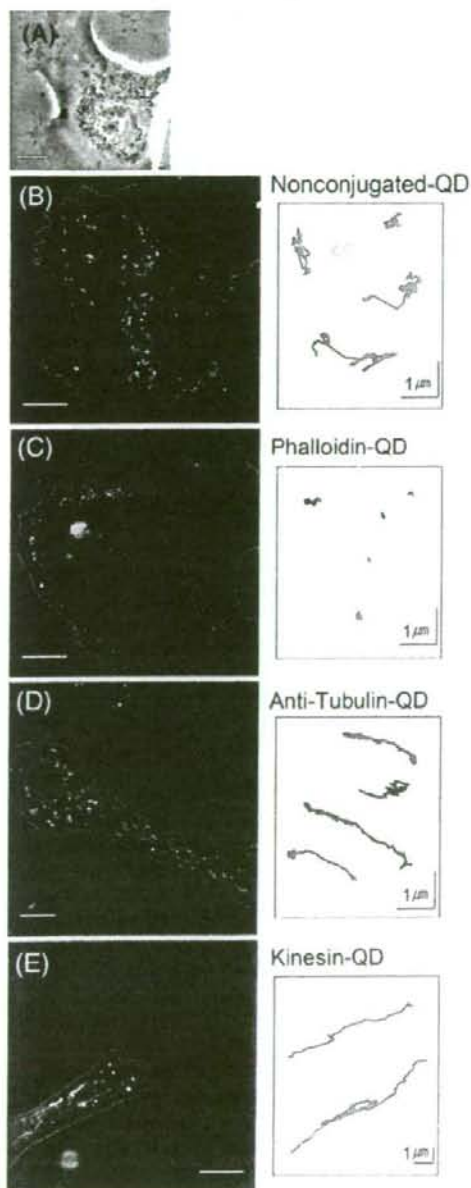 (A)
(B)
Nonconjugated-QD
1 μm
(C)
Phalloidin-QD
1 μm
(D)
Anti-Tubulin-QD
1 μm
(E)
Kinesin-QD
1 μm